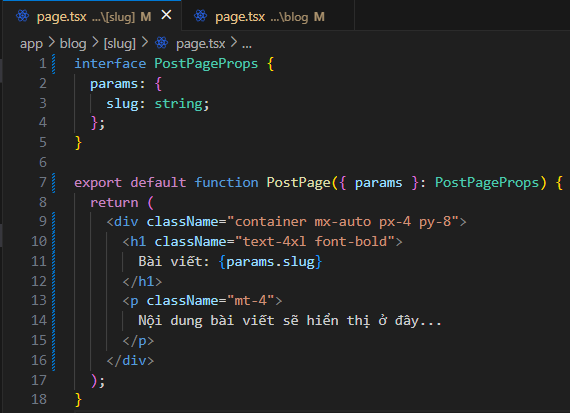 page.tsx ...\[slug] M × page.tsx ...\blog M
app > blog > [slug] > page.tsx > ...
1 interface PostPageProps {
2   params: {
3     slug: string;
4   };
5 }
6
7 export default function PostPage({ params }: PostPageProps) {
8   return (
9     <div className="container mx-auto px-4 py-8">
10       <h1 className="text-4xl font-bold">
11         Bài viết: {params.slug}
12       </h1>
13       <p className="mt-4">
14         Nội dung bài viết sẽ hiển thị ở đây...
15       </p>
16     </div>
17   );
18 }